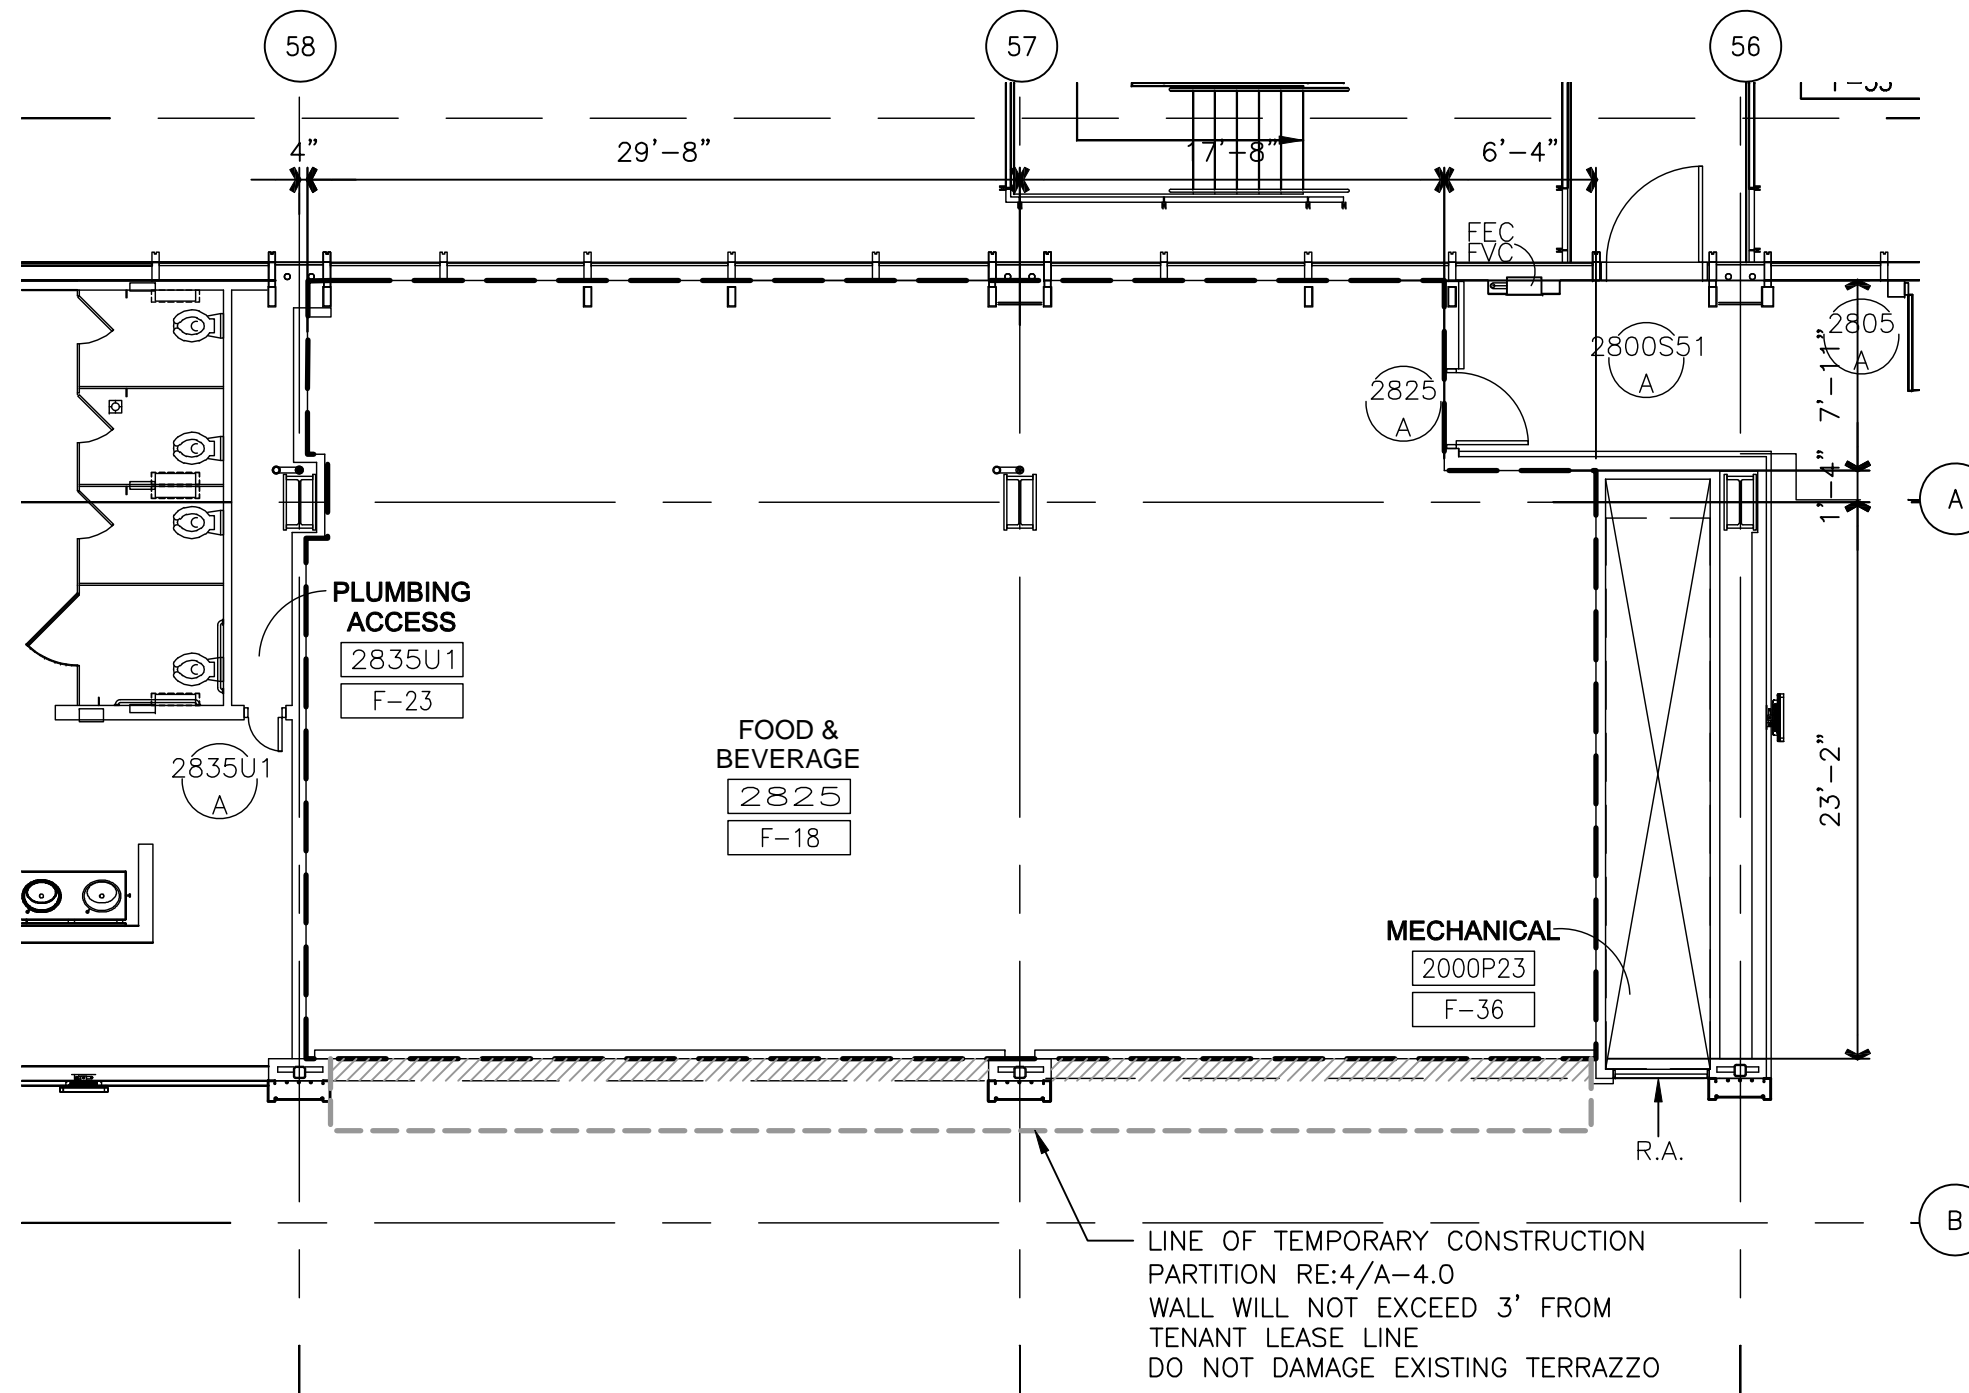 58
57
56
4"
29'-8"
17'-8"
6'-4"
FEC
FVC
2825
A
2800S51
A
2805
A
7'-11"
1'-4"
A
PLUMBING
ACCESS
2835U1
F-23
FOOD &
BEVERAGE
2825
F-18
2835U1
A
23'-2"
MECHANICAL
2000P23
F-36
R.A.
B
LINE OF TEMPORARY CONSTRUCTION
PARTITION RE:4/A-4.0
WALL WILL NOT EXCEED 3' FROM
TENANT LEASE LINE
DO NOT DAMAGE EXISTING TERRAZZO